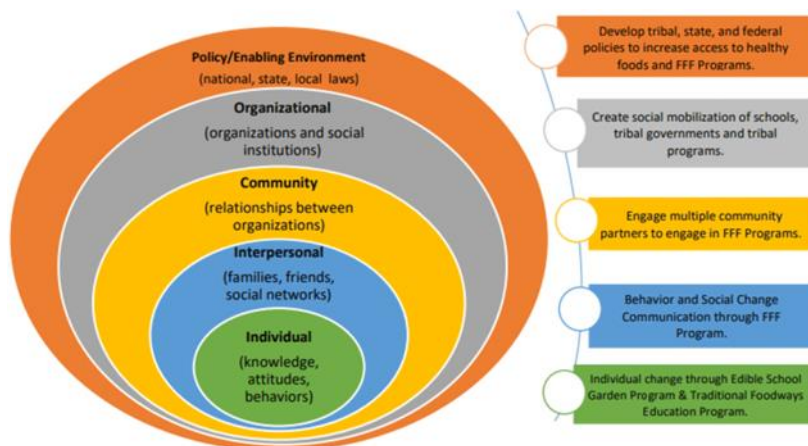 Policy/Enabling Environment
(national, state, local laws)
Organizational
(organizations and social
institutions)
Community
(relationships between
organizations)
Interpersonal
(families, friends,
social networks)
Individual
(knowledge,
attitudes,
behaviors)
Develop tribal, state, and federal
policies to increase access to healthy
foods and FFF Programs.
Create social mobilization of schools,
tribal governments and tribal
programs.
Engage multiple community
partners to engage in FFF Programs.
Behavior and Social Change
Communication through FFF
Program.
Individual change through Edible School
Garden Program & Traditional Foodways
Education Program.